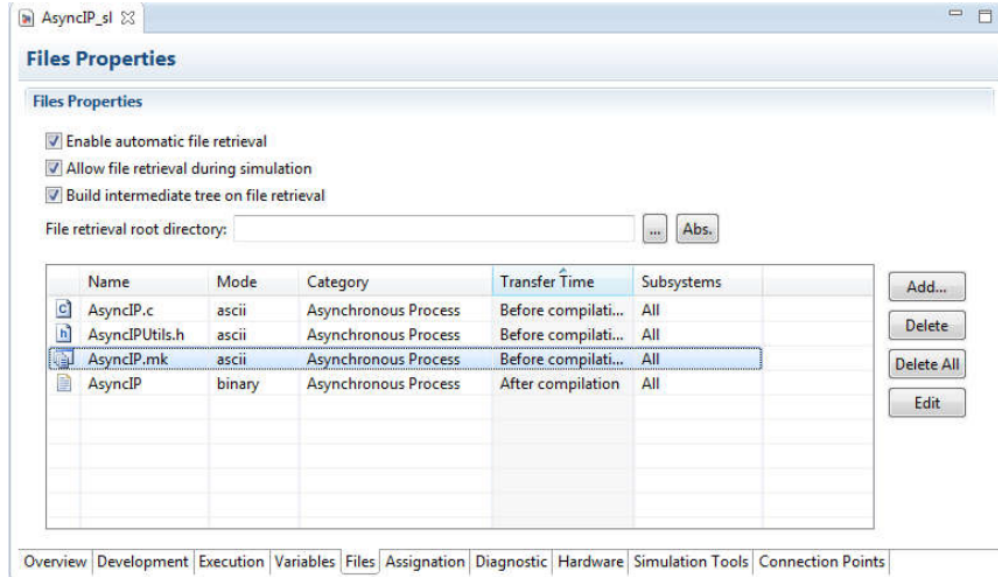 AsyncIP_sl
Files Properties
Files Properties
Enable automatic file retrieval
Allow file retrieval during simulation
Build intermediate tree on file retrieval
File retrieval root directory: ... Abs.
Name Mode Category Transfer Time Subsystems Add...
AsyncIP.c ascii Asynchronous Process Before compilati... All
AsyncIPUtils.h ascii Asynchronous Process Before compilati... All Delete
AsyncIP.mk ascii Asynchronous Process Before compilati... All Delete All
AsyncIP binary Asynchronous Process After compilation All
Edit
Overview Development Execution Variables Files Assignation Diagnostic Hardware Simulation Tools Connection Points